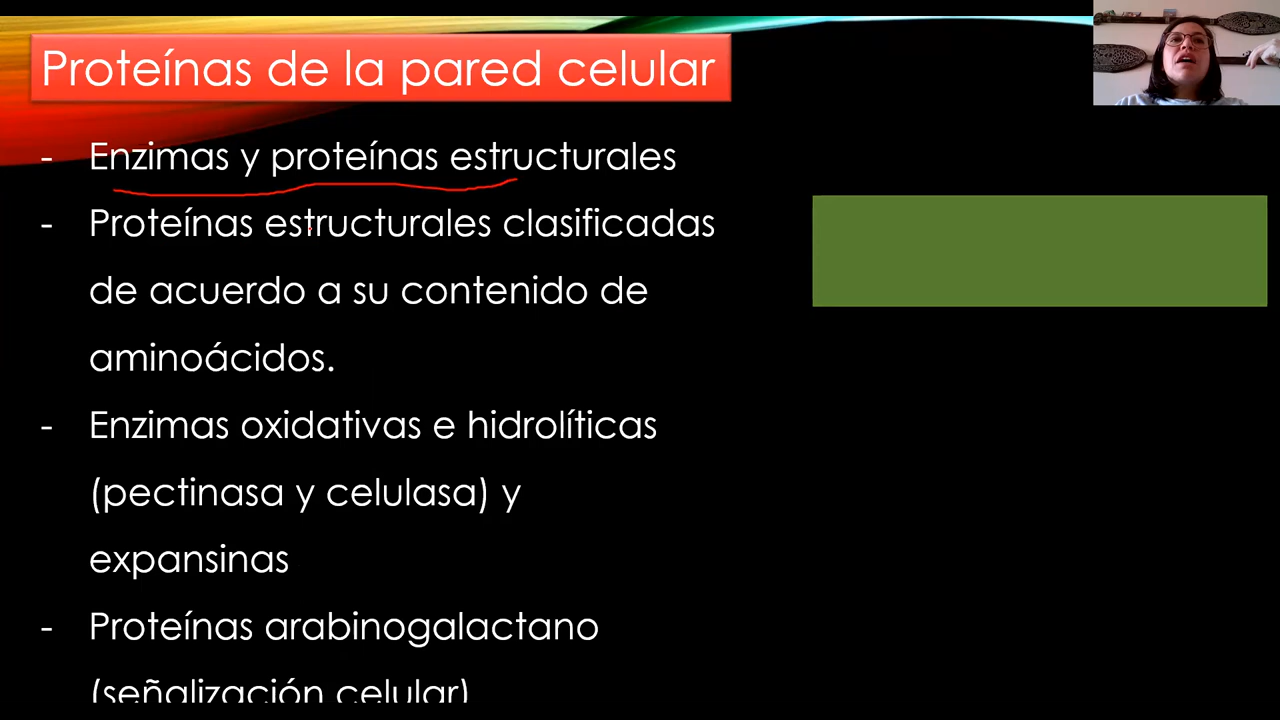 Proteínas de la pared celular
- Enzimas y proteínas estructurales
- Proteínas estructurales clasificadas
de acuerdo a su contenido de
aminoácidos.
- Enzimas oxidativas e hidrolíticas
(pectinasa y celulasa) y
expansinas
- Proteínas arabinogalactano
(señalización celular)